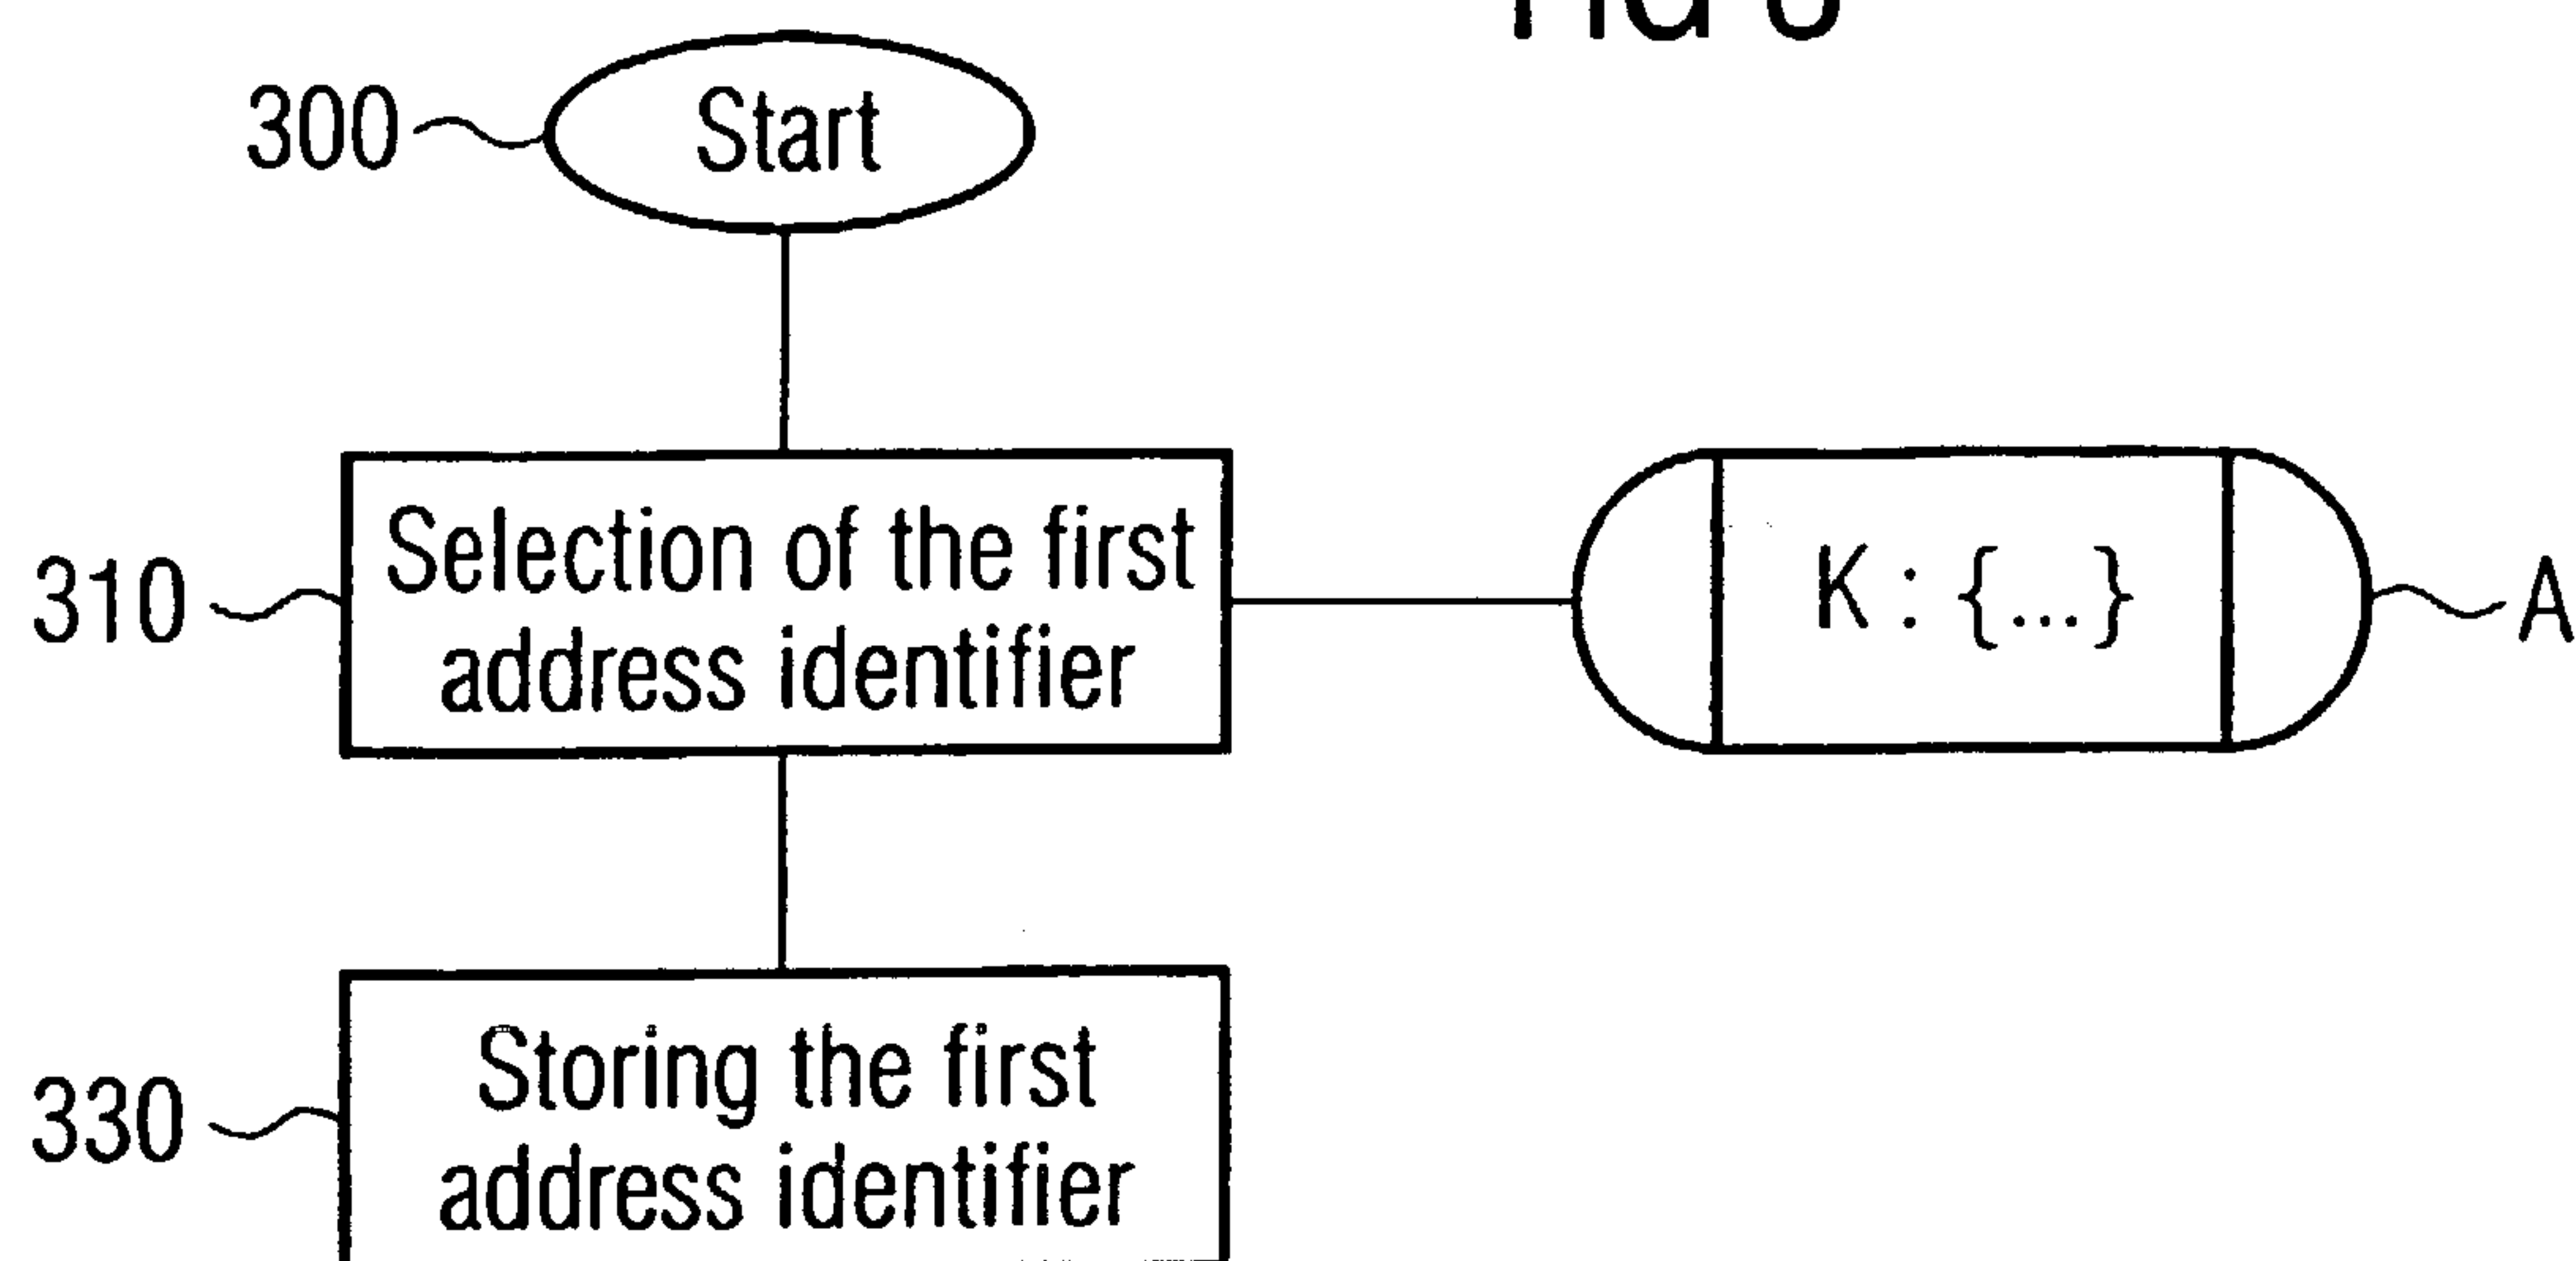 300
Start
310
Selection of the first
address identifier
K : {...}
A
330
Storing the first
address identifier